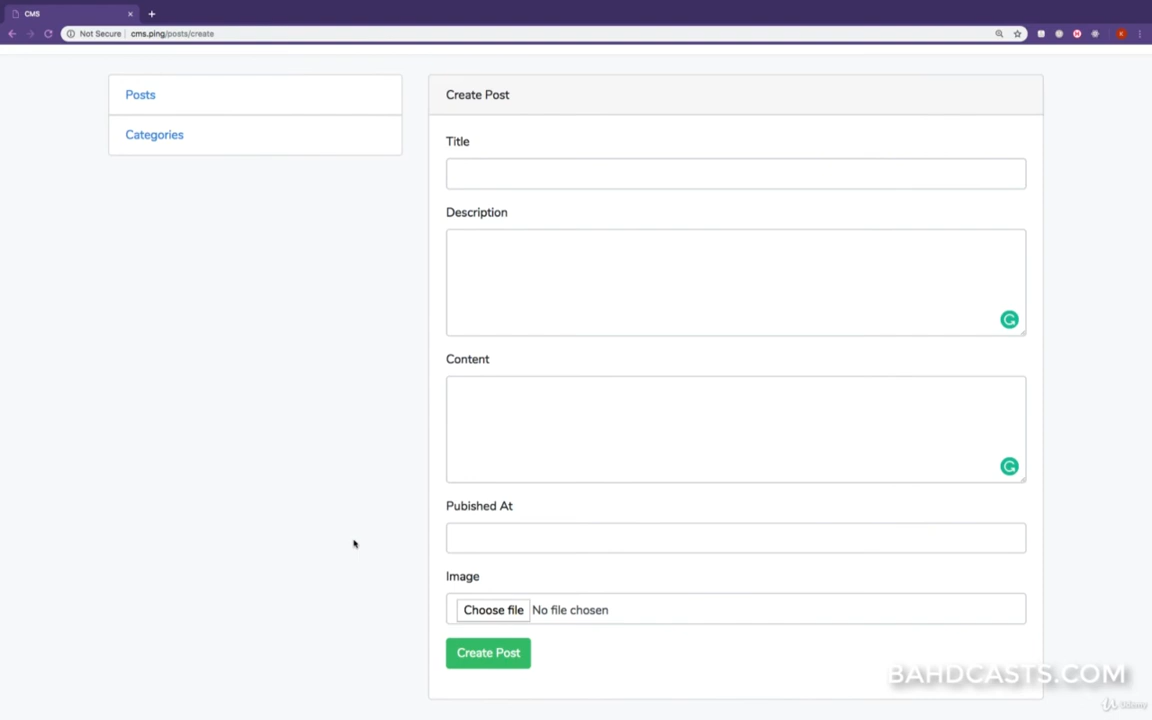 CMS
Not Secure | cms.ping/posts/create
Posts
Categories
Create Post
Title
Description
Content
Pubished At
Image
Choose file No file chosen
Create Post
BAHDCASTS.COM
Udemy